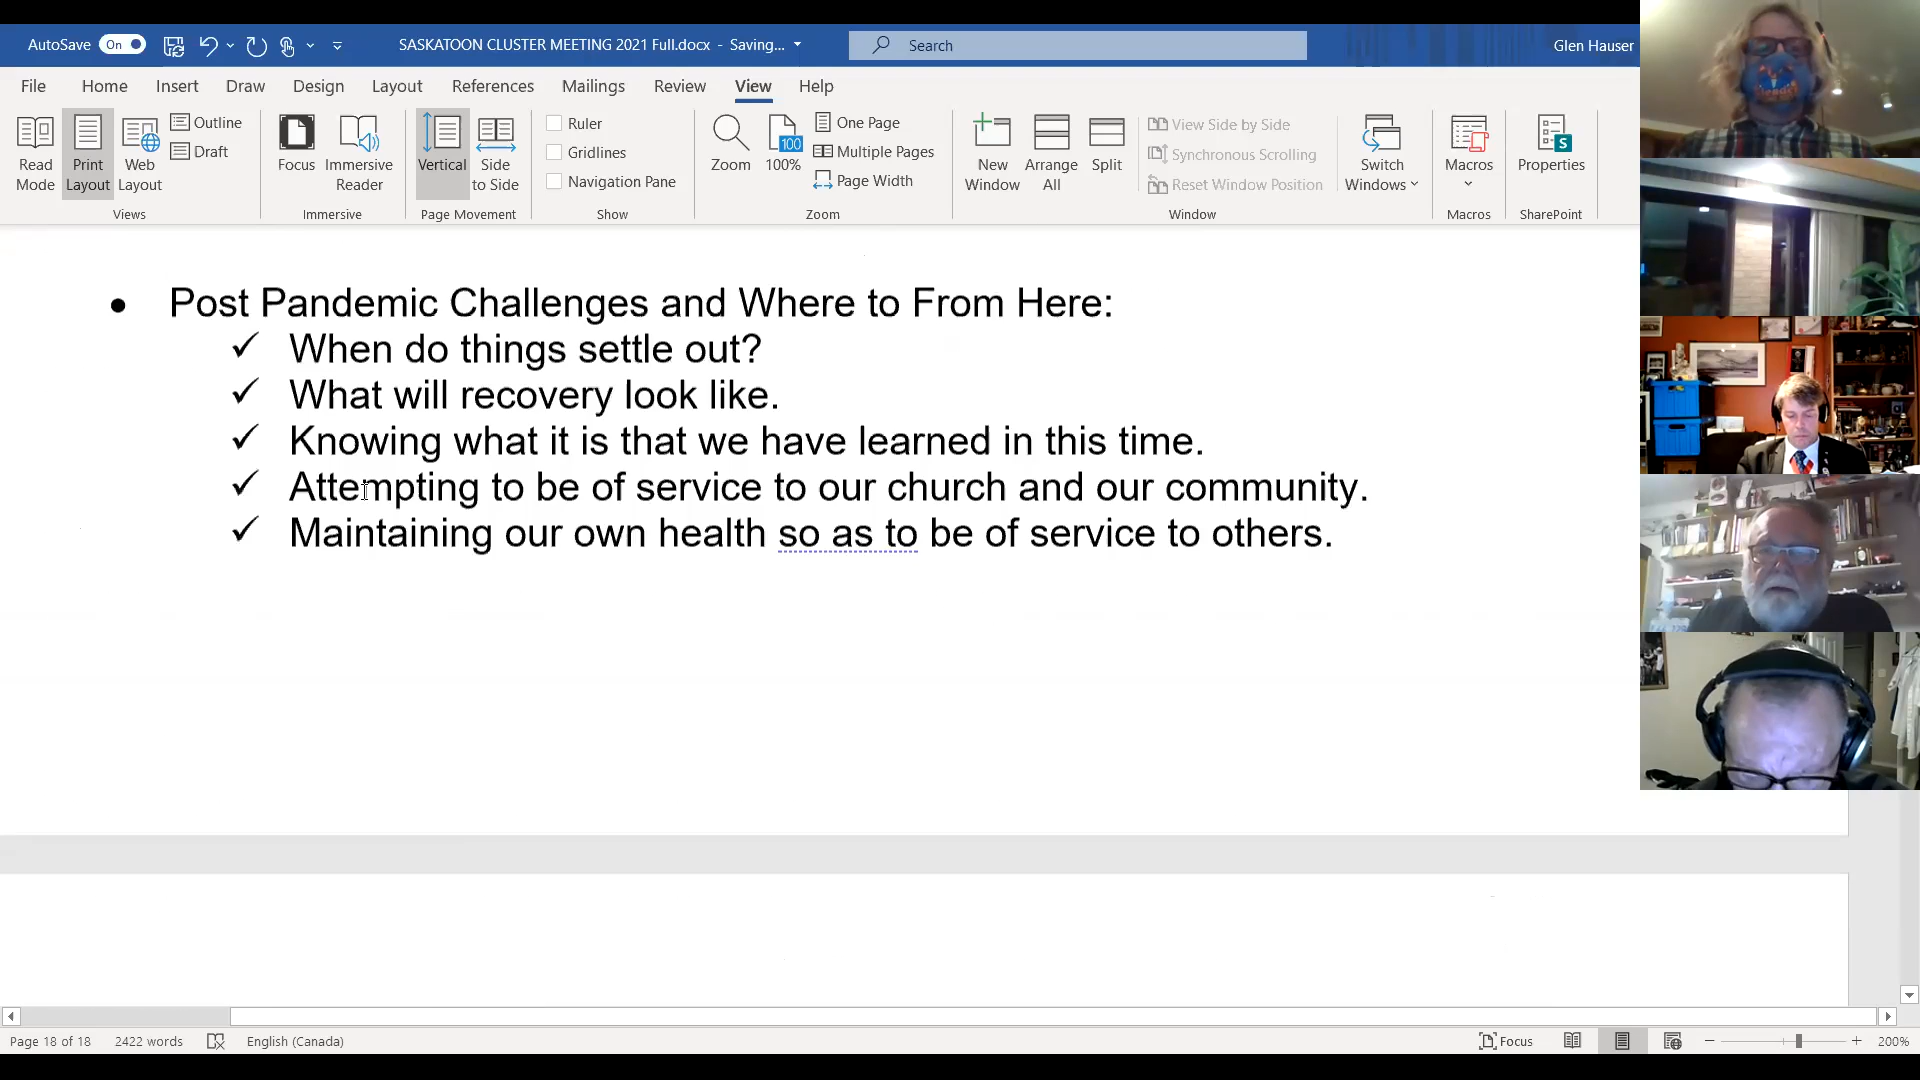 AutoSave On SASKATOON CLUSTER MEETING 2021 Full.docx - Saving... Search Glen Hauser
File Home Insert Draw Design Layout References Mailings Review View Help
Read Mode
Print Layout
Web Layout
Outline
Draft
Views
Focus
Immersive Reader
Immersive
Vertical
Side to Side
Page Movement
Ruler
Gridlines
Navigation Pane
Show
Zoom
100
100%
One Page
Multiple Pages
Page Width
Zoom
New Window
Arrange All
Split
View Side by Side
Synchronous Scrolling
Reset Window Position
Switch Windows
Window
Macros
Macros
S
Properties
SharePoint
• Post Pandemic Challenges and Where to From Here:
✓ When do things settle out?
✓ What will recovery look like.
✓ Knowing what it is that we have learned in this time.
✓ Attempting to be of service to our church and our community.
✓ Maintaining our own health so as to be of service to others.
Page 18 of 18 2422 words English (Canada) Focus 200%